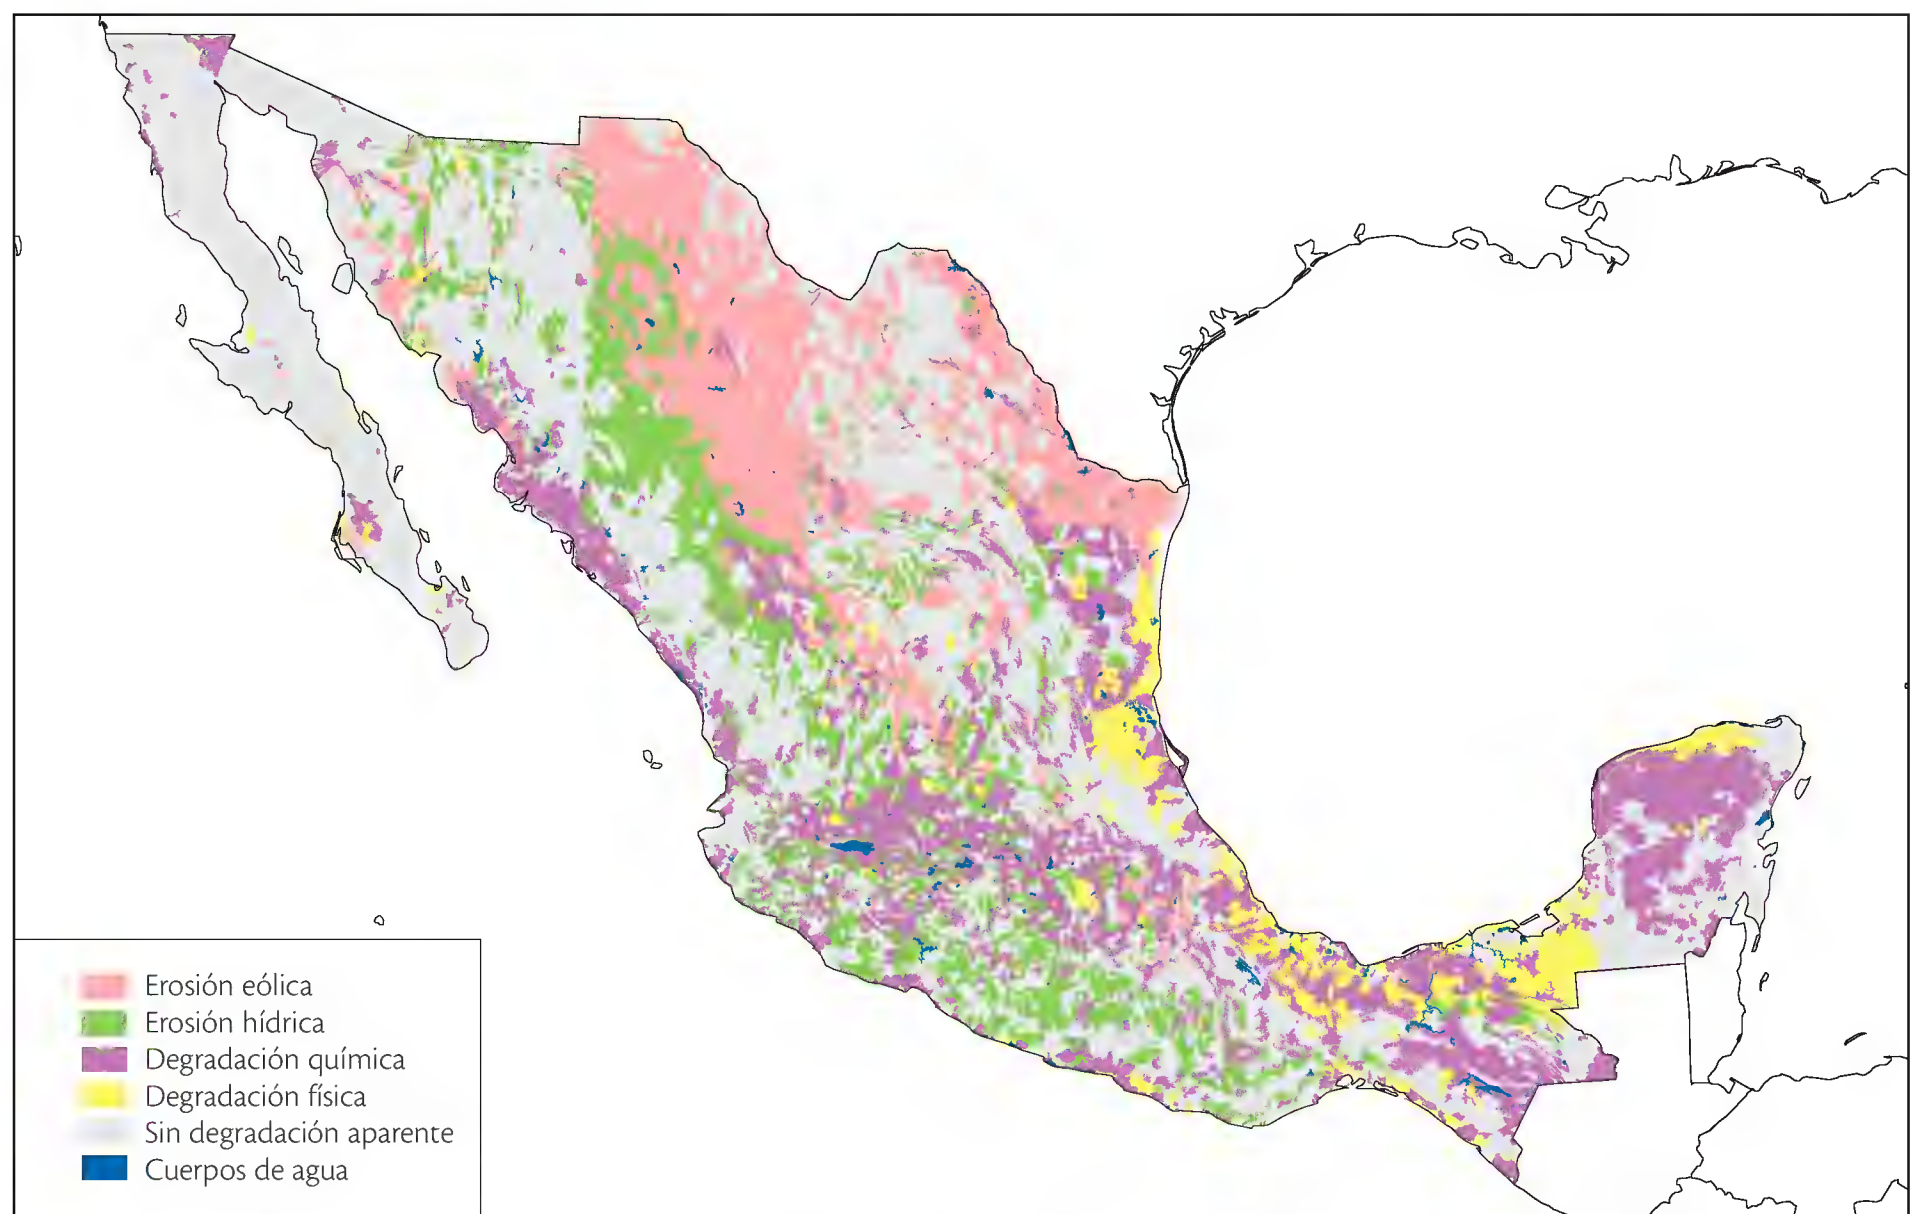 Erosión eólica
Erosión hídrica
Degradación química
Degradación física
Sin degradación aparente
Cuerpos de agua